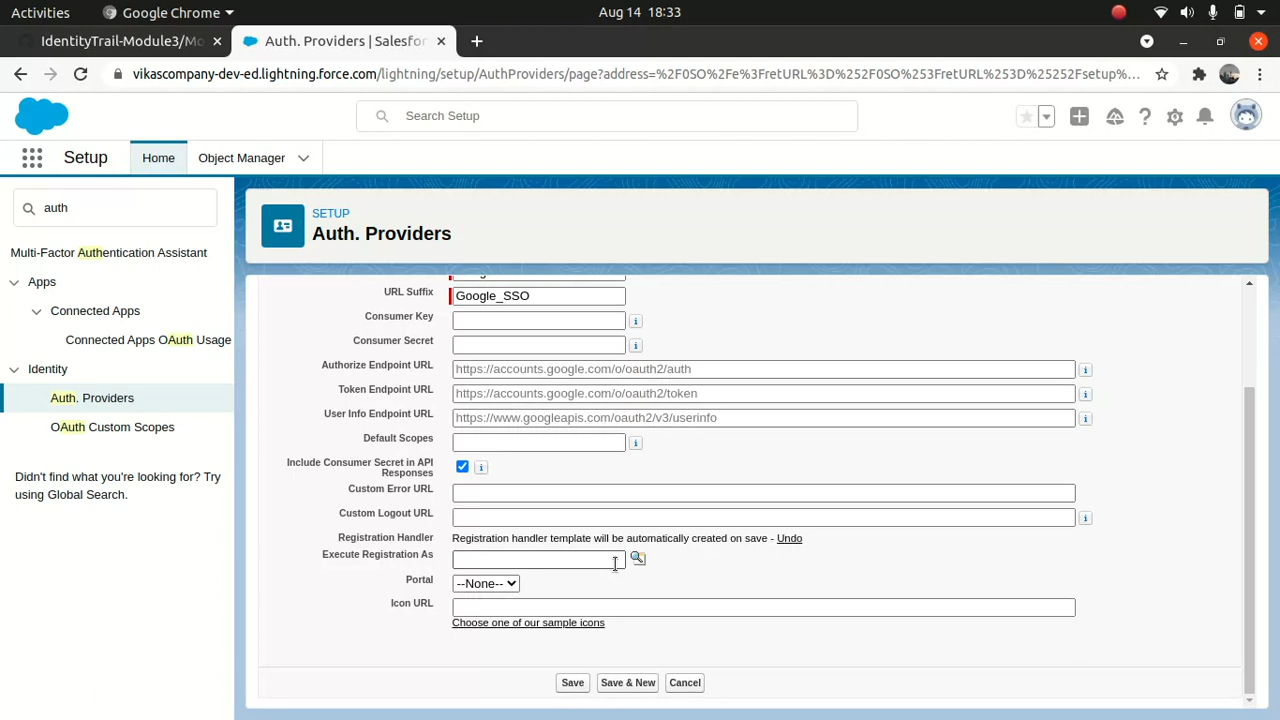 Activities
Google Chrome
Aug 14 18:33
IdentityTrail-Module3/Mo
Auth. Providers | Salesfor
vikascompany-dev-ed.lightning.force.com/lightning/setup/AuthProviders/page?address=%2F0SO%2Fe%3FretURL%3D%252F0SO%253FretURL%253D%25252Fsetup%...
Search Setup
Setup
Home
Object Manager
auth
Multi-Factor Authentication Assistant
Apps
Connected Apps
Connected Apps OAuth Usage
Identity
Auth. Providers
OAuth Custom Scopes
Didn't find what you're looking for? Try
using Global Search.
SETUP
Auth. Providers
URL Suffix
Google_SSO
Consumer Key
Consumer Secret
Authorize Endpoint URL
https://accounts.google.com/o/oauth2/auth
Token Endpoint URL
https://accounts.google.com/o/oauth2/token
User Info Endpoint URL
https://www.googleapis.com/oauth2/v3/userinfo
Default Scopes
Include Consumer Secret in API
Responses
Custom Error URL
Custom Logout URL
Registration Handler
Registration handler template will be automatically created on save - Undo
Execute Registration As
Portal
--None--
Icon URL
Choose one of our sample icons
Save
Save & New
Cancel